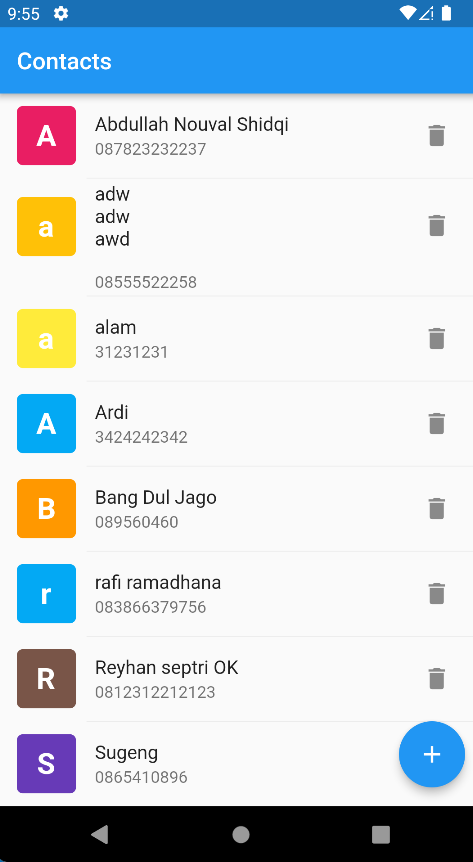 9:55
Contacts
A
Abdullah Nouval Shidqi
087823232237
a
adw
adw
awd
08555522258
a
alam
31231231
A
Ardi
3424242342
B
Bang Dul Jago
089560460
r
rafi ramadhana
083866379756
R
Reyhan septri OK
0812312212123
S
Sugeng
0865410896
+